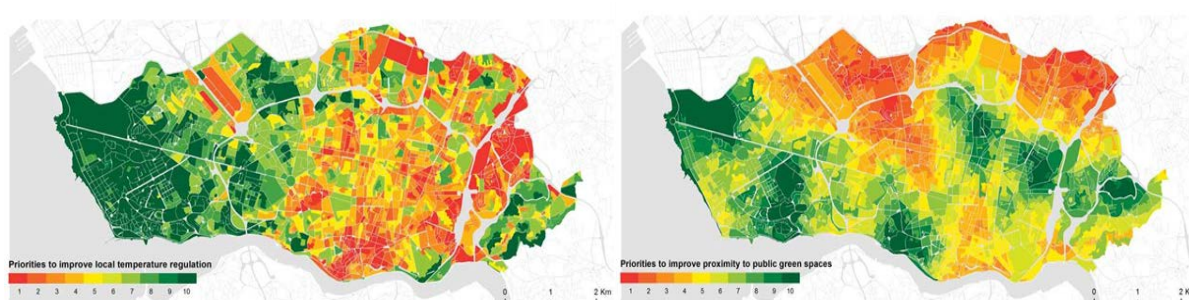 Priorities to improve local temperature regulation
1 2 3 4 5 6 7 8 9 10
0 1 2 Km
Priorities to improve proximity to public green spaces
1 2 3 4 5 6 7 8 9 10
0 1 2 K